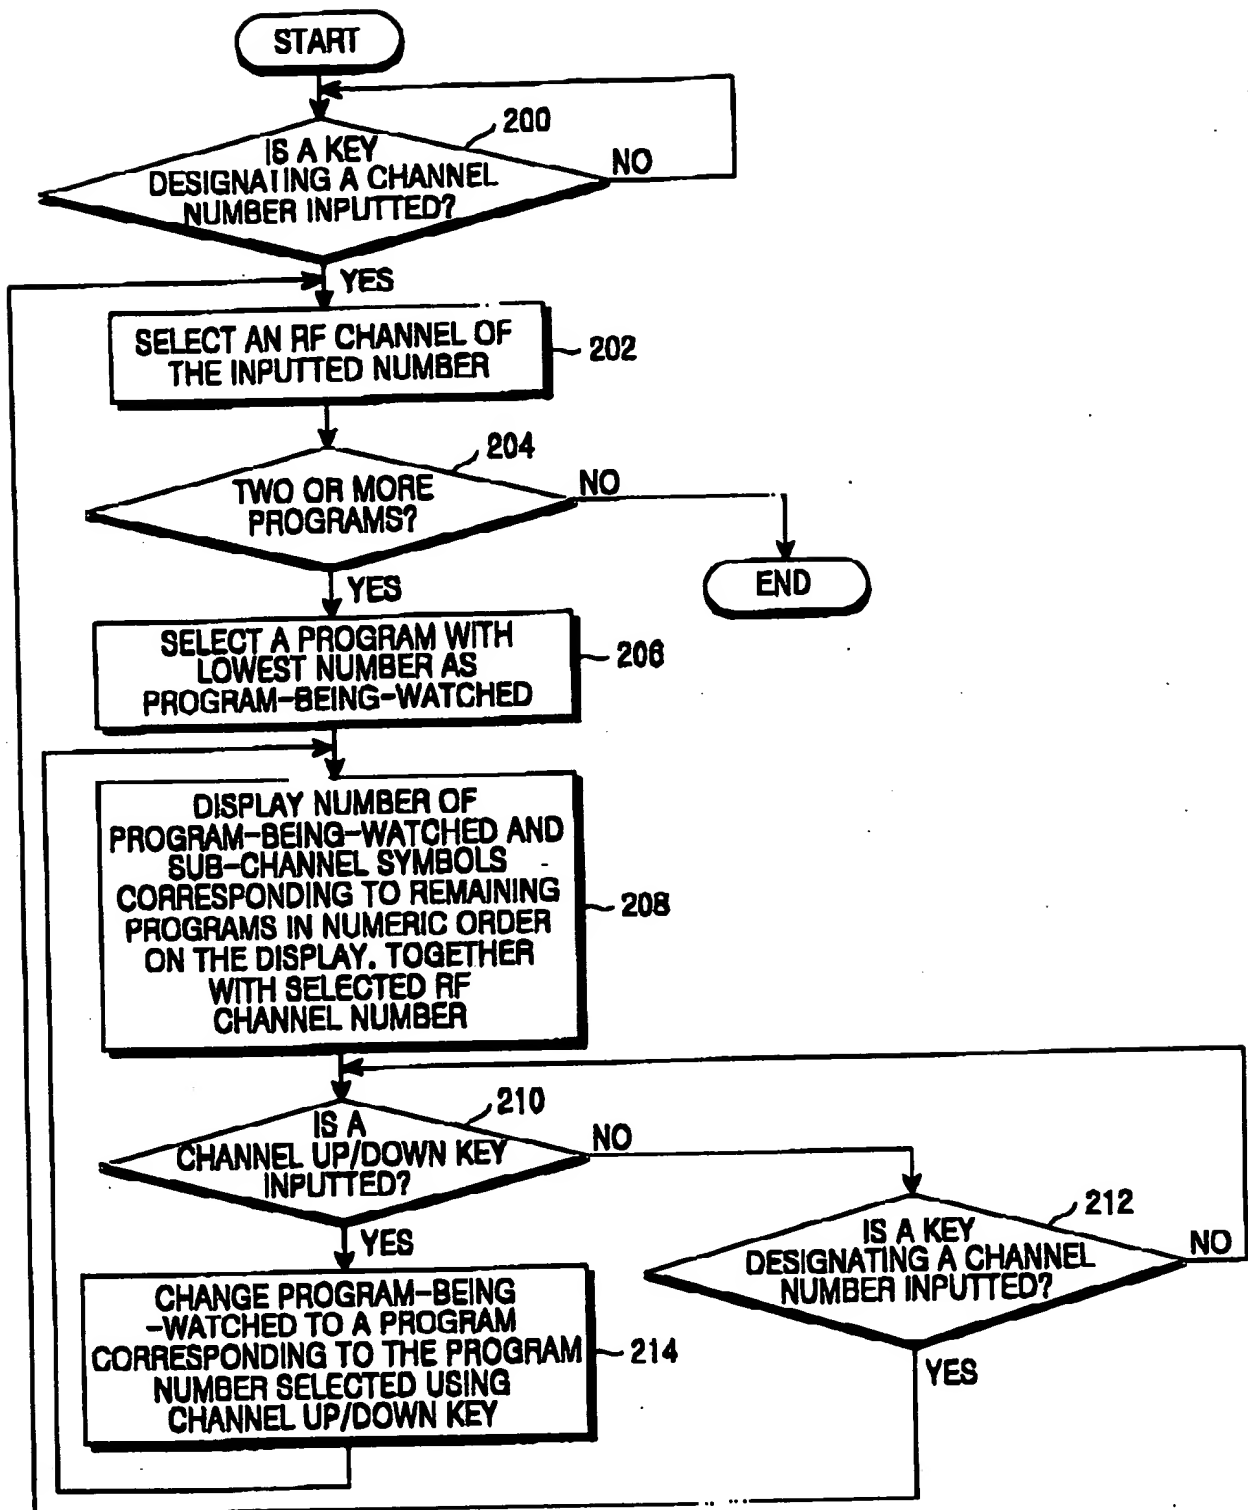 START
200
IS A KEY
DESIGNATING A CHANNEL
NUMBER INPUTTED?
NO
YES
SELECT AN RF CHANNEL OF
THE INPUTTED NUMBER
202
204
TWO OR MORE
PROGRAMS?
NO
END
YES
SELECT A PROGRAM WITH
LOWEST NUMBER AS
PROGRAM-BEING-WATCHED
206
DISPLAY NUMBER OF
PROGRAM-BEING-WATCHED AND
SUB-CHANNEL SYMBOLS
CORRESPONDING TO REMAINING
PROGRAMS IN NUMERIC ORDER
ON THE DISPLAY. TOGETHER
WITH SELECTED RF
CHANNEL NUMBER
208
210
IS A
CHANNEL UP/DOWN KEY
INPUTTED?
NO
YES
212
IS A KEY
DESIGNATING A CHANNEL
NUMBER INPUTTED?
NO
YES
CHANGE PROGRAM-BEING
-WATCHED TO A PROGRAM
CORRESPONDING TO THE PROGRAM
NUMBER SELECTED USING
CHANNEL UP/DOWN KEY
214